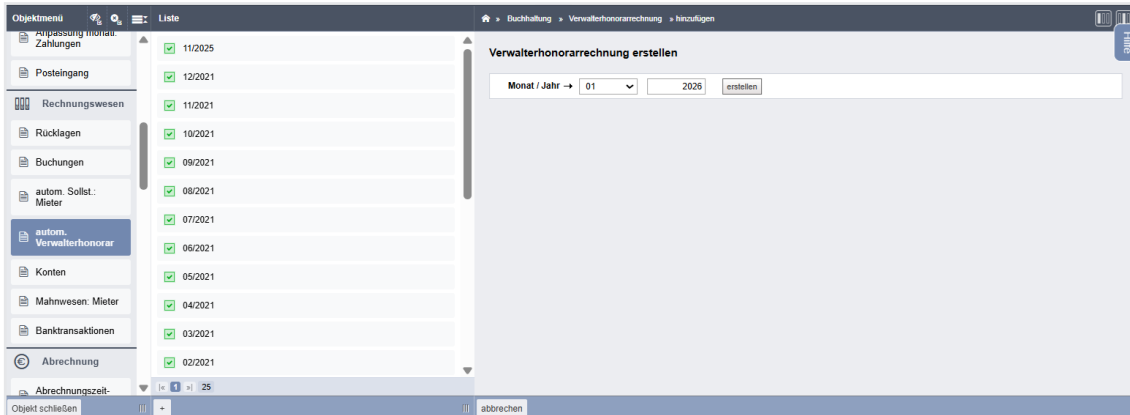 Objektmenü
Liste
» Buchhaltung » Verwalterhonorarrechnung » hinzufügen
Hilfe
Anpassung monatl.
Zahlungen
Posteingang
Rechnungswesen
Rücklagen
Buchungen
autom. Sollst.:
Mieter
autom.
Verwalterhonorar
Konten
Mahnwesen: Mieter
Banktransaktionen
Abrechnung
Abrechnungszeit-
Objekt schließen
11/2025
12/2021
11/2021
10/2021
09/2021
08/2021
07/2021
06/2021
05/2021
04/2021
03/2021
02/2021
|« 1 »| 25
+
Verwalterhonorarrechnung erstellen
Monat / Jahr → 01 2026 erstellen
abbrechen